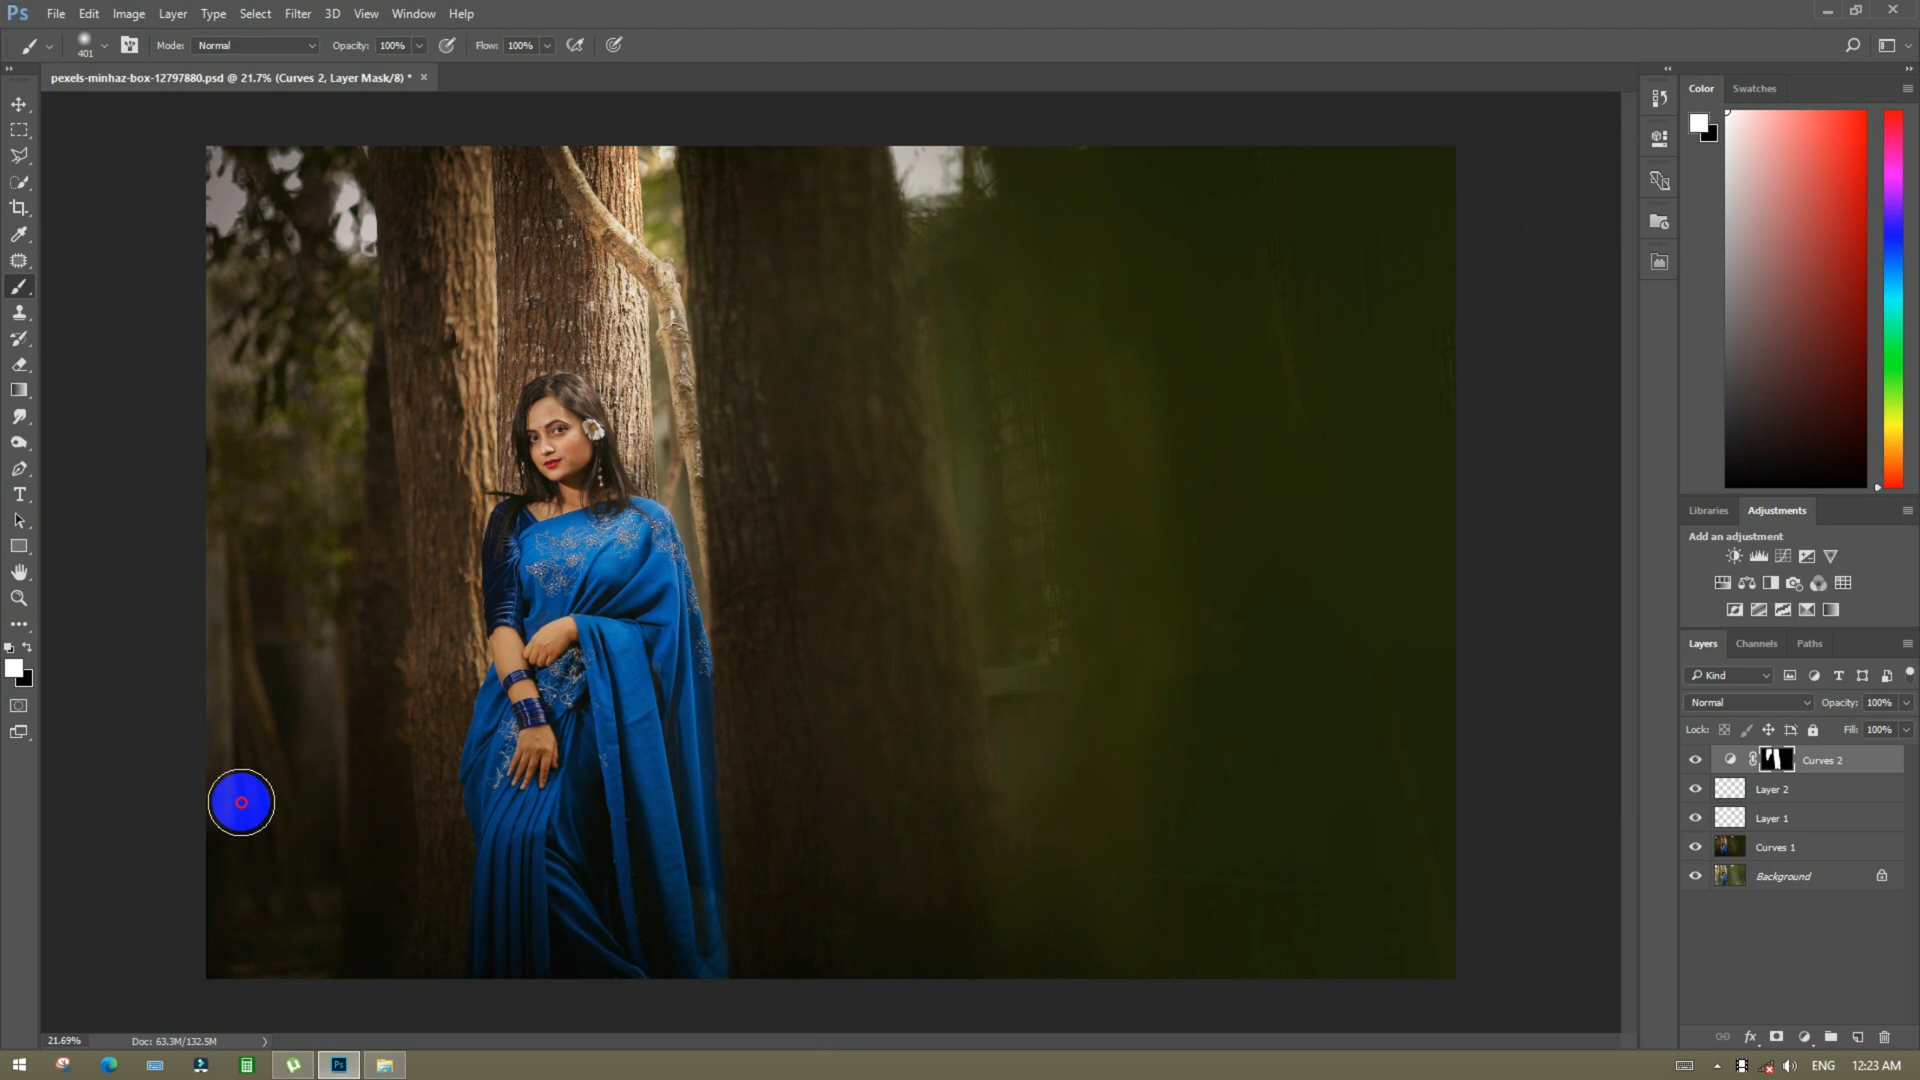 Ps File Edit Image Layer Type Select Filter 3D View Window Help
401 Mode: Normal Opacity: 100% Flow: 100%
pexels-minhaz-box-12797880.psd @ 21.7% (Curves 2, Layer Mask/8) *
Color Swatches
Libraries Adjustments
Add an adjustment
Layers Channels Paths
Kind
Normal Opacity: 100%
Lock: Fill: 100%
Curves 2
Layer 2
Layer 1
Curves 1
Background
fx
21.69% Doc: 63.3M/132.5M
Ps ENG 12:23 AM